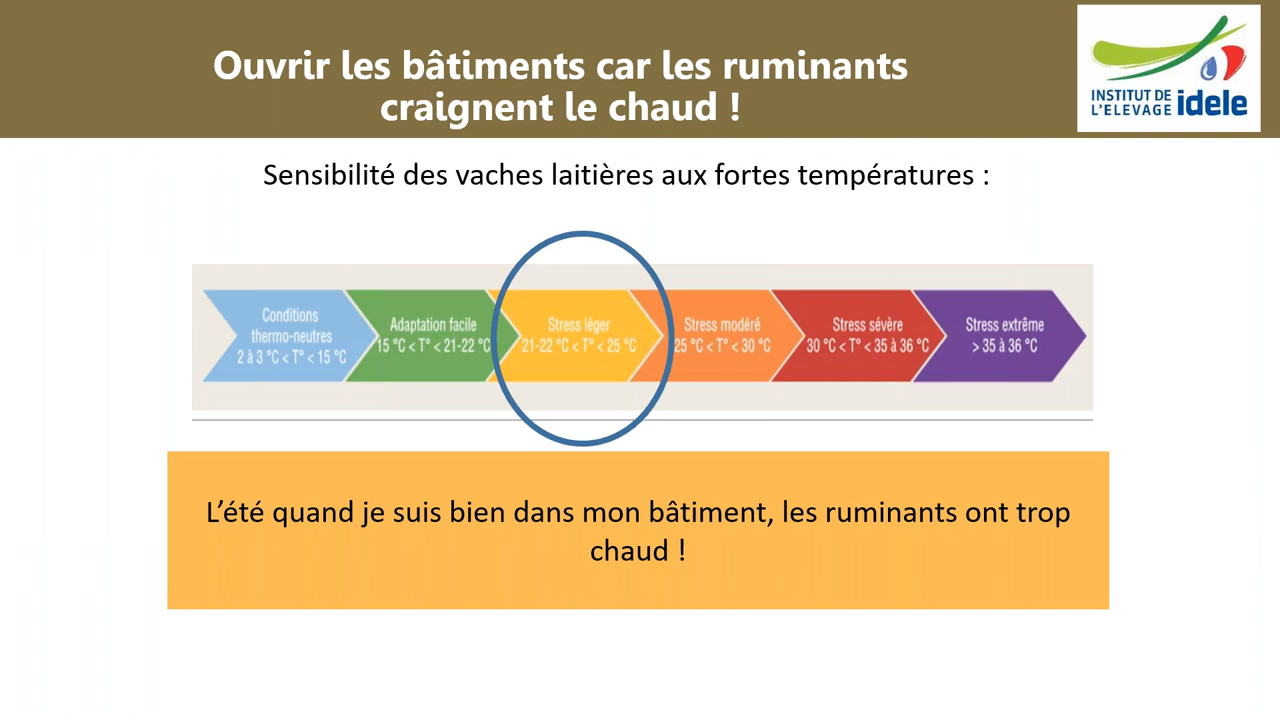 Ouvrir les bâtiments car les ruminants
craignent le chaud !
INSTITUT DE
L'ELEVAGE idele
Sensibilité des vaches laitières aux fortes températures :
Conditions
thermo-neutres
2 à 3 °C < T° < 15 °C
Adaptation facile
15 °C < T° < 21-22 °C
Stress léger
21-22 °C < T° < 25 °C
Stress modéré
25 °C < T° < 30 °C
Stress sévère
30 °C < T° < 35 à 36 °C
Stress extrême
> 35 à 36 °C
L'été quand je suis bien dans mon bâtiment, les ruminants ont trop
chaud !